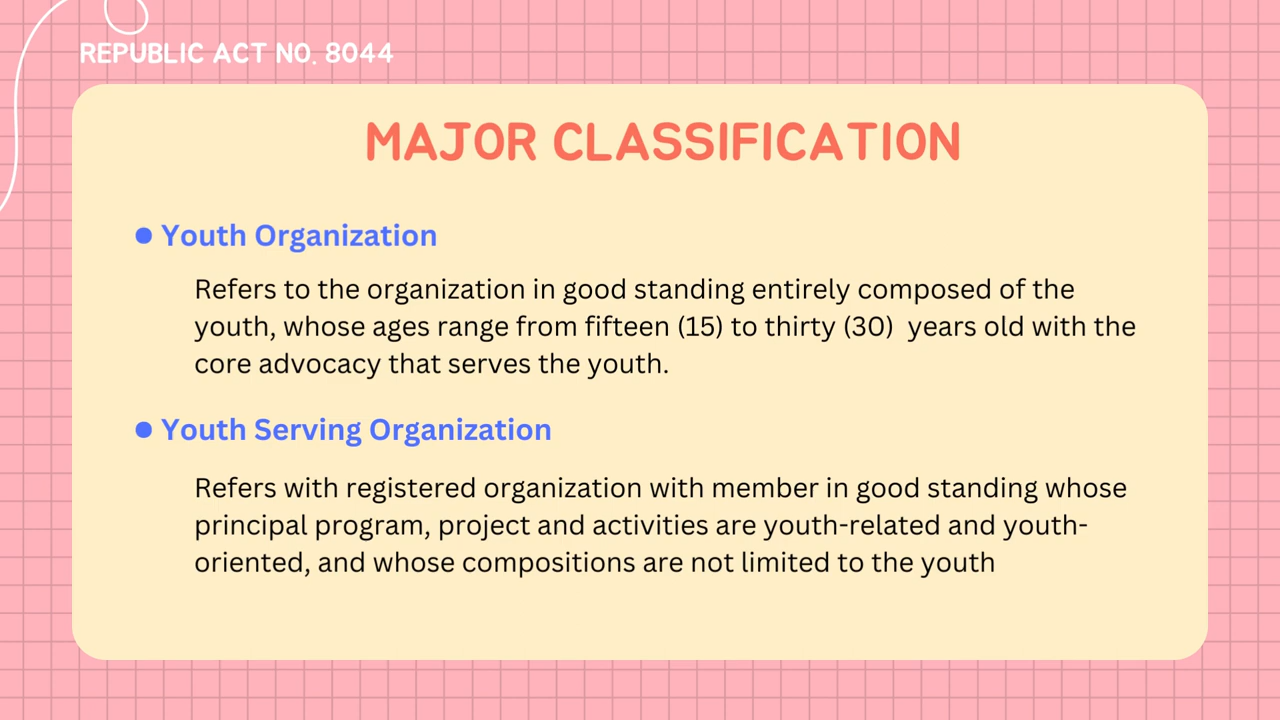 REPUBLIC ACT NO. 8044
MAJOR CLASSIFICATION
• Youth Organization
Refers to the organization in good standing entirely composed of the
youth, whose ages range from fifteen (15) to thirty (30)  years old with the
core advocacy that serves the youth.
• Youth Serving Organization
Refers with registered organization with member in good standing whose
principal program, project and activities are youth-related and youth-
oriented, and whose compositions are not limited to the youth